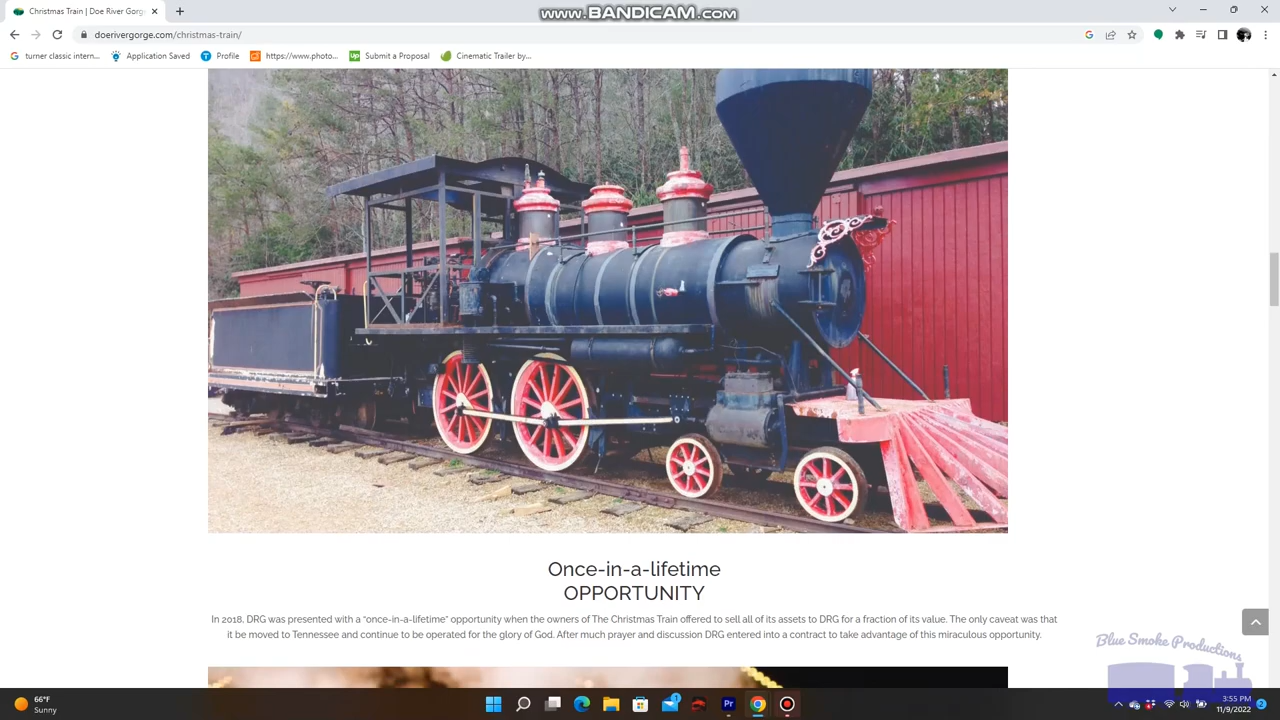 www.BANDICAM.com
Christmas Train | Doe River Gorg
doerivergorge.com/christmas-train/
turner classic intern... Application Saved Profile https://www.photo... Submit a Proposal Cinematic Trailer by...
Once-in-a-lifetime
OPPORTUNITY
In 2018, DRG was presented with a “once-in-a-lifetime” opportunity when the owners of The Christmas Train offered to sell all of its assets to DRG for a fraction of its value. The only caveat was that
it be moved to Tennessee and continue to be operated for the glory of God. After much prayer and discussion DRG entered into a contract to take advantage of this miraculous opportunity.
Blue Smoke Productions
66°F
Sunny
3:55 PM
11/9/2022